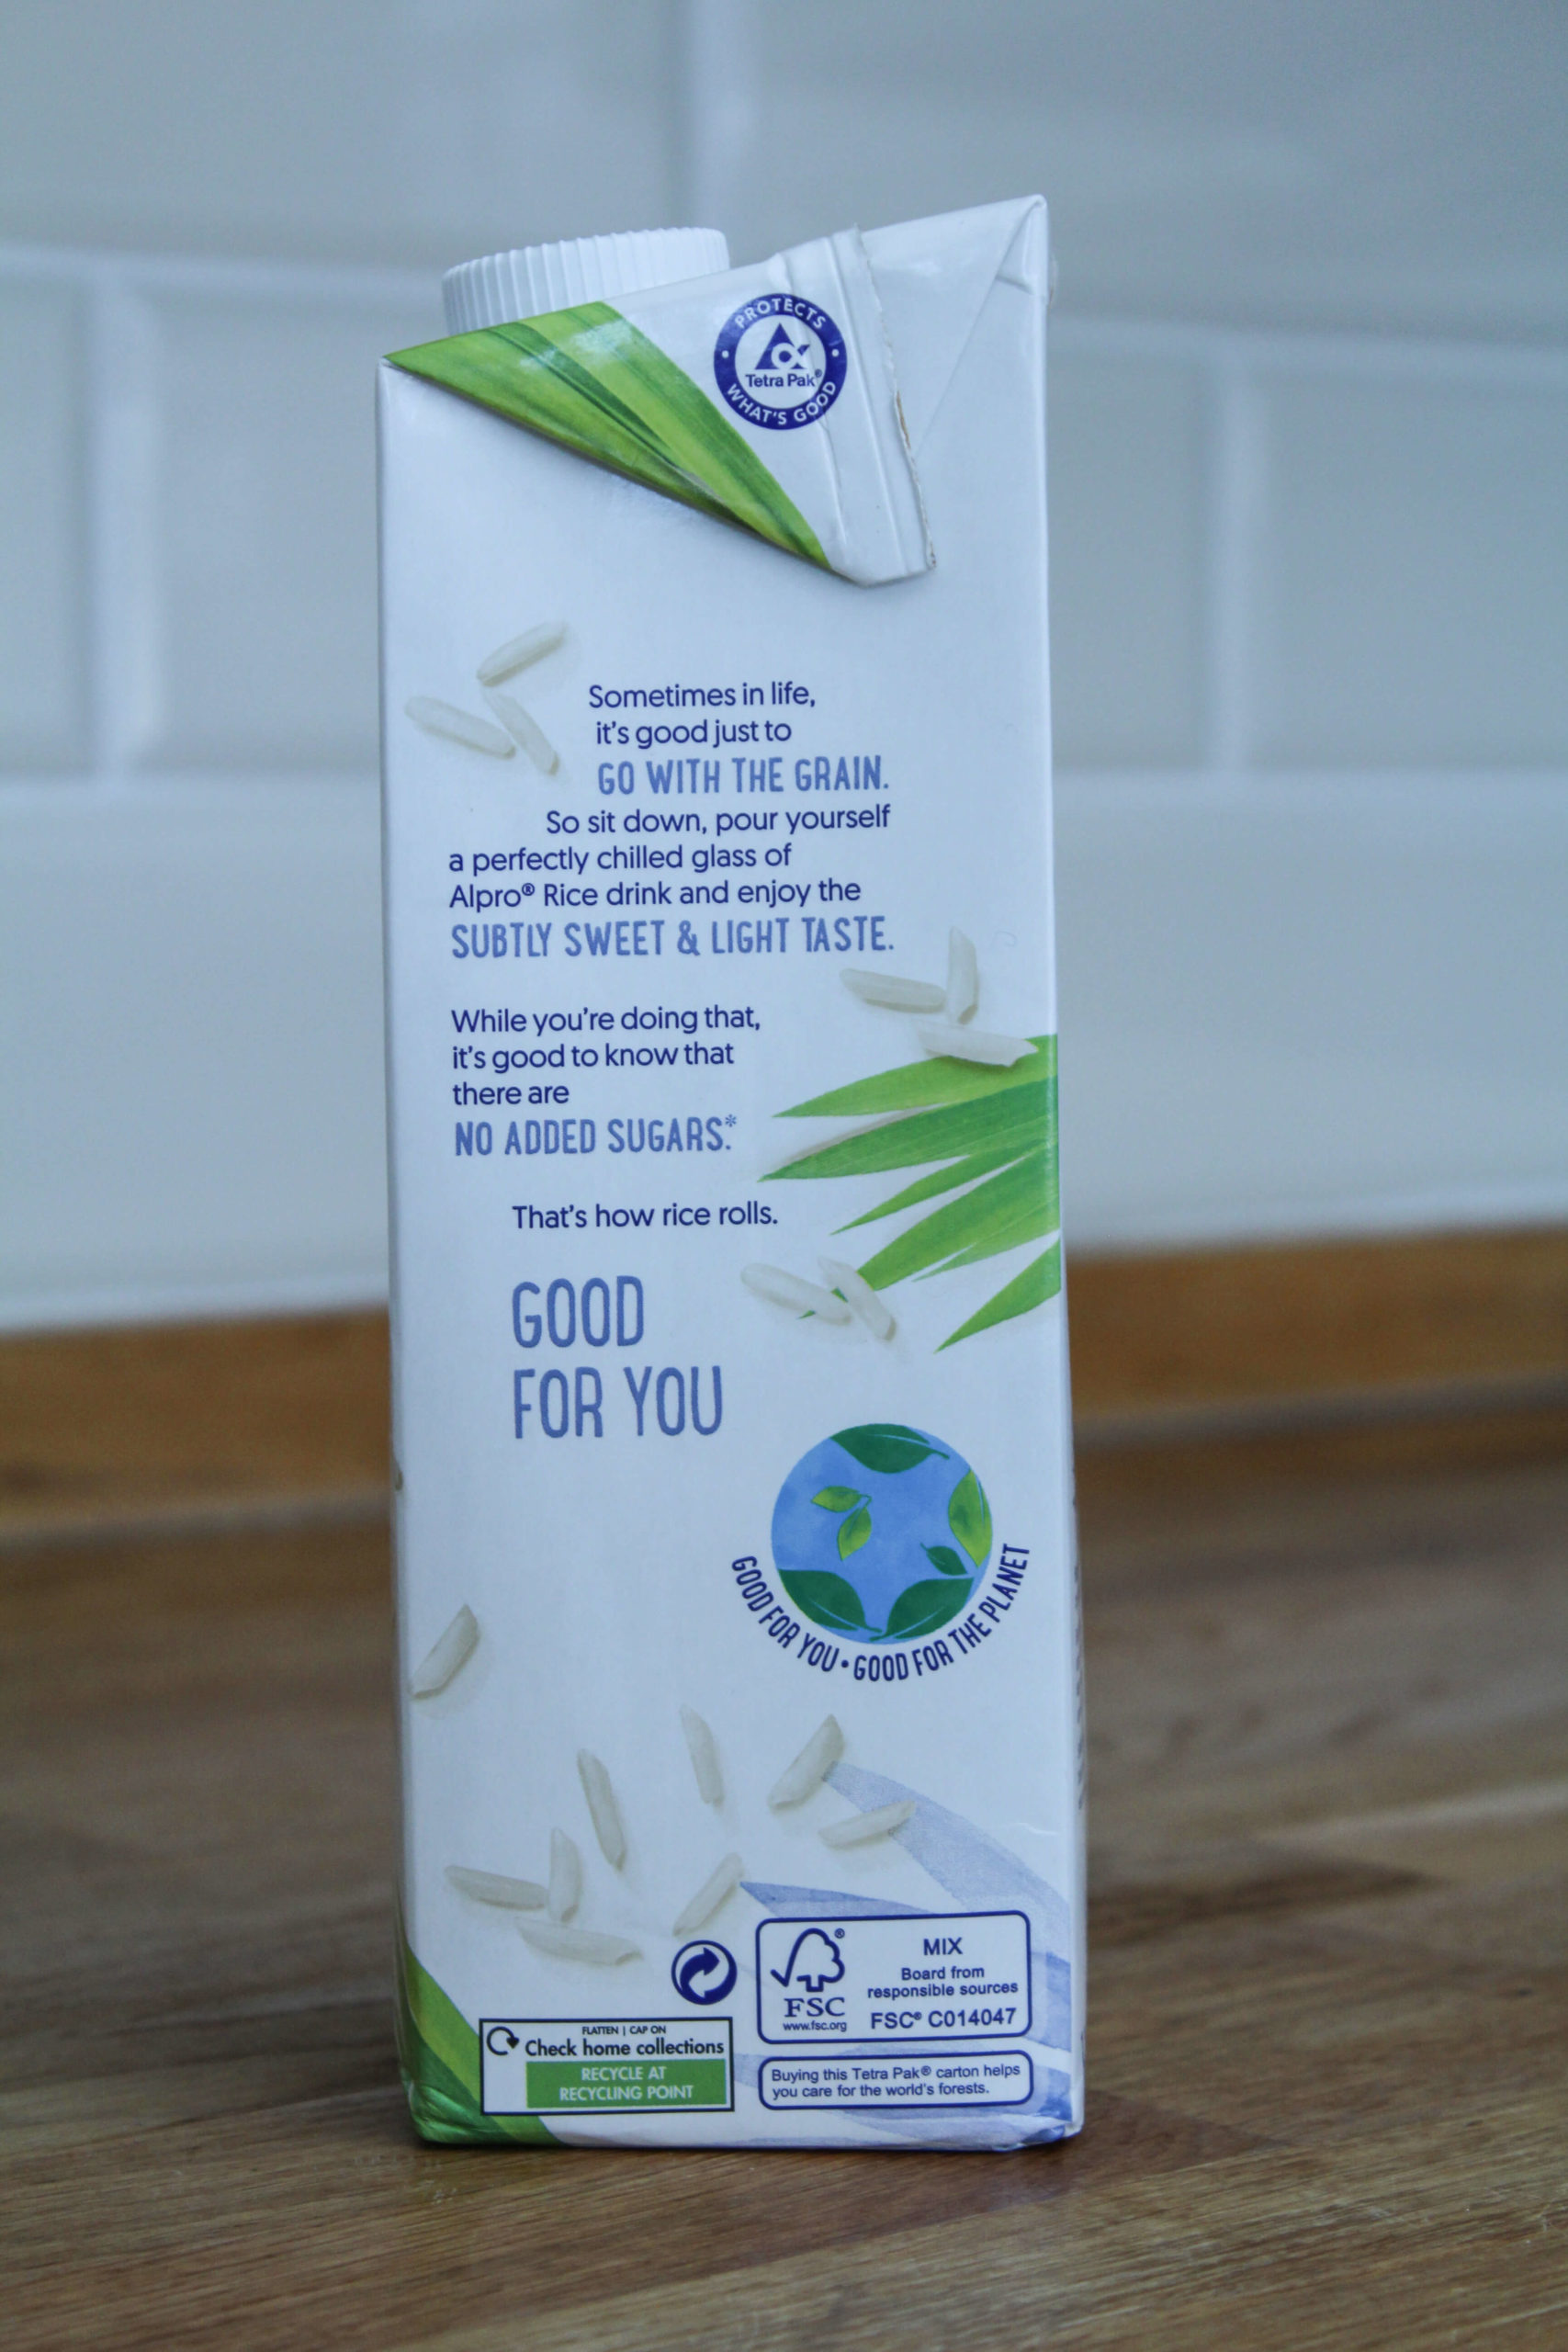 PROTECTS
Tetra Pak®
WHAT'S GOOD
Sometimes in life,
it's good just to
GO WITH THE GRAIN.
So sit down, pour yourself
a perfectly chilled glass of
Alpro® Rice drink and enjoy the
SUBTLY SWEET & LIGHT TASTE.
While you're doing that,
it's good to know that
there are
NO ADDED SUGARS.*
That's how rice rolls.
GOOD
FOR YOU
GOOD FOR YOU • GOOD FOR THE PLANET
FLATTEN | CAP ON
Check home collections
RECYCLE AT
RECYCLING POINT
®
FSC
www.fsc.org
MIX
Board from
responsible sources
FSC® C014047
Buying this Tetra Pak® carton helps
you care for the world's forests.